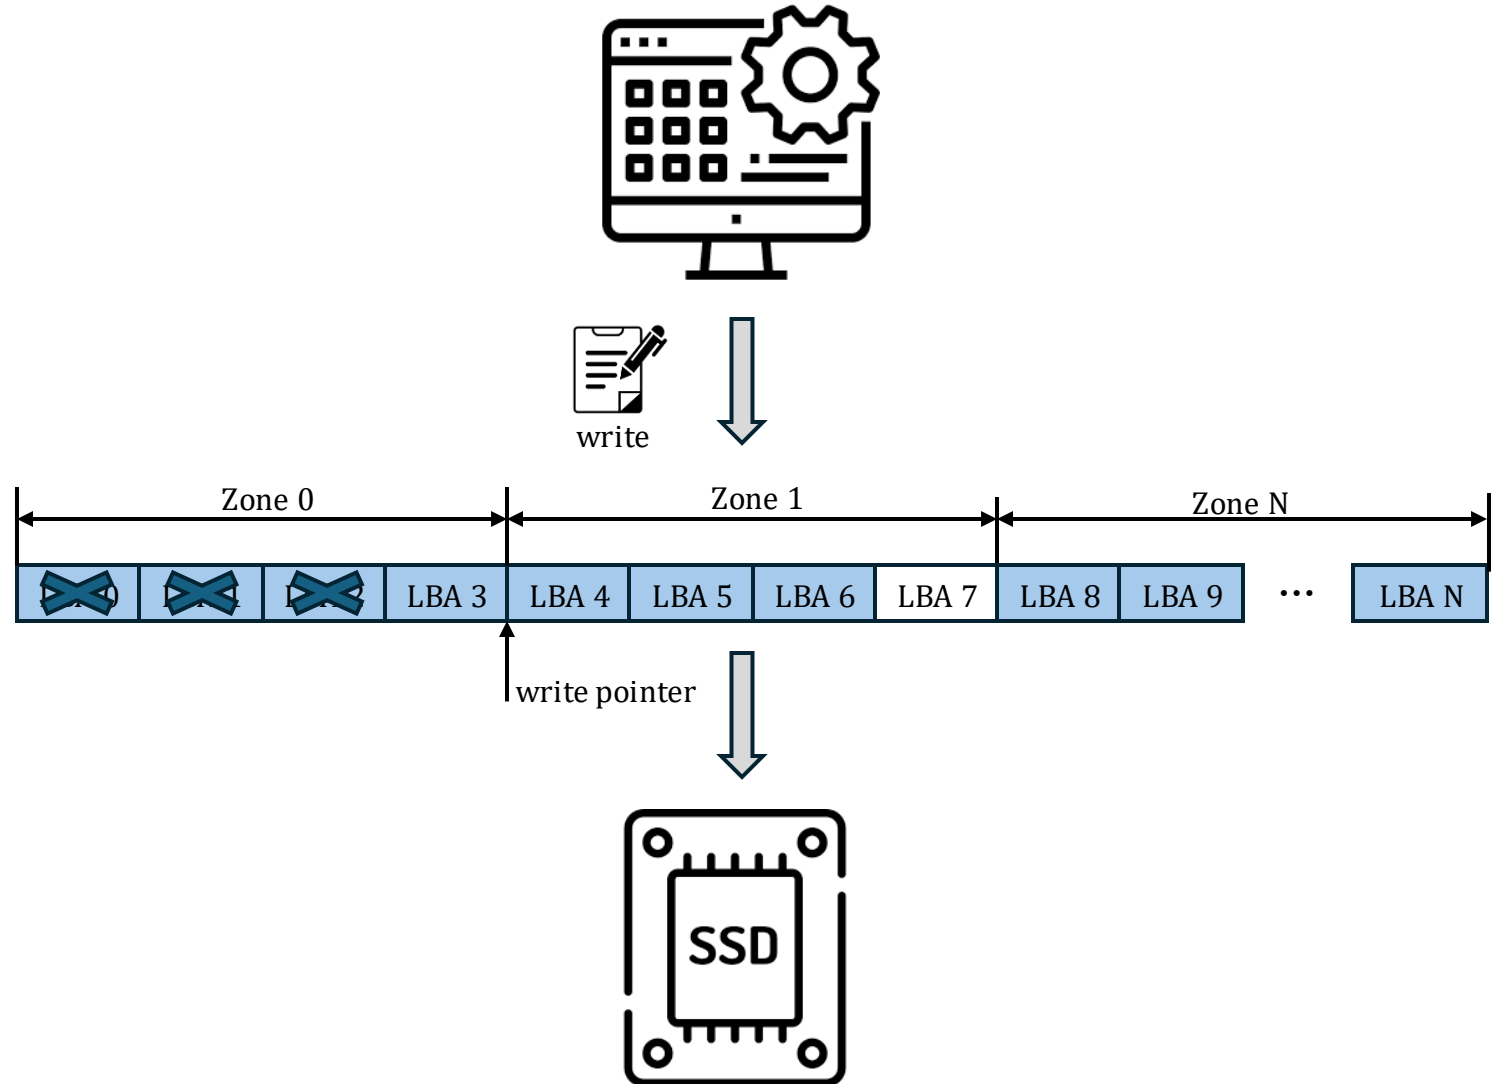 write
Zone 0
Zone 1
Zone N
LBA 3
LBA 4
LBA 5
LBA 6
LBA 7
LBA 8
LBA 9
...
LBA N
write pointer
SSD